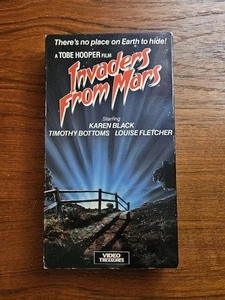 There's no place on Earth to hide!
A TOBE HOOPER FILM
Invaders
From Mars
Starring
KAREN BLACK
TIMOTHY BOTTOMS LOUISE FLETCHER
VIDEO
TREASURES